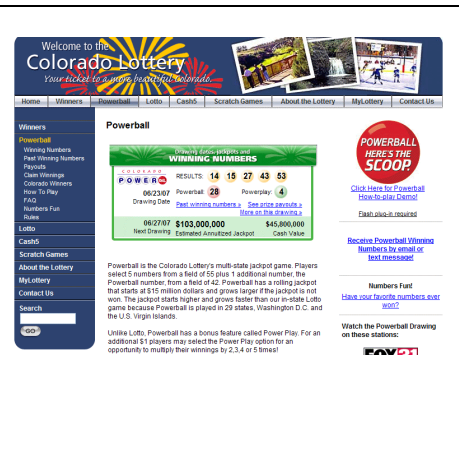 Welcome to the
Colorado Lottery
Your ticket to a more beautiful Colorado.
Home Winners Powerball Lotto Cash5 Scratch Games About the Lottery MyLottery Contact Us
Winners
Powerball
Winning Numbers
Past Winning Numbers
Payouts
Claim Winnings
Colorado Winners
How To Play
FAQ
Numbers Fun
Rules
Lotto
Cash5
Scratch Games
About the Lottery
MyLottery
Contact Us
Search
GO
Powerball
Drawing dates, jackpots and
WINNING NUMBERS
COLORADO
POWERBALL
06/23/07
Drawing Date
RESULTS: 14 15 27 43 53
Powerball: 28 Powerplay: 4
Past winning numbers » See prize payouts »
More on this drawing »
06/27/07
Next Drawing
$103,000,000
Estimated Annuitized Jackpot
$45,800,000
Cash Value
Powerball is the Colorado Lottery's multi-state jackpot game. Players
select 5 numbers from a field of 55 plus 1 additional number, the
Powerball number, from a field of 42. Powerball has a rolling jackpot
that starts at $15 million dollars and grows larger if the jackpot is not
won. The jackpot starts higher and grows faster than our in-state Lotto
game because Powerball is played in 29 states, Washington D.C. and
the U.S. Virgin Islands.
Unlike Lotto, Powerball has a bonus feature called Power Play. For an
additional $1 players may select the Power Play option for an
opportunity to multiply their winnings by 2,3,4 or 5 times!
POWERBALL
HERE'S THE
SCOOP.
Click Here for Powerball
How-to-play Demo!
Flash plug-in required
Receive Powerball Winning
Numbers by email or
text message!
Numbers Fun!
Have your favorite numbers ever
won?
Watch the Powerball Drawing
on these stations:
FOX21